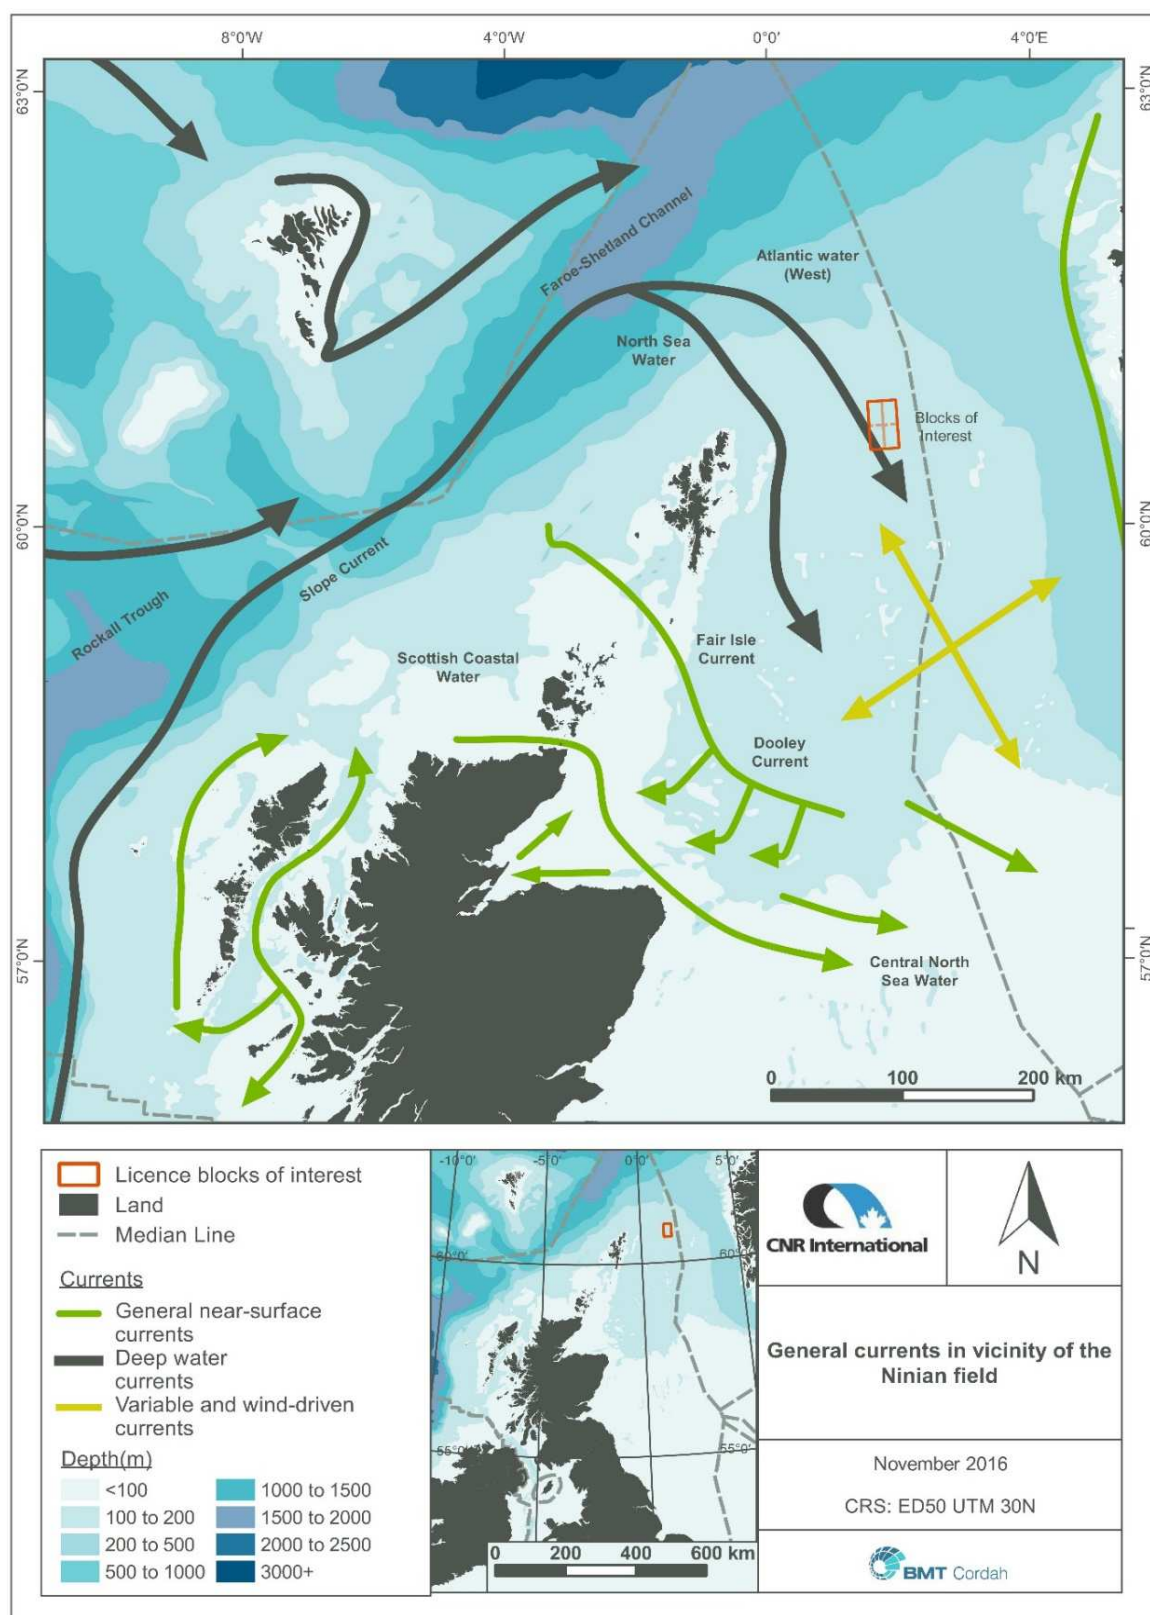 8°0'W
4°0'W
0°0'
4°0'E
63°0'N
63°0'N
Faroe-Shetland Channel
Atlantic water
(West)
North Sea
Water
Blocks of
Interest
60°0'N
60°0'N
Slope Current
Rockall Trough
Scottish Coastal
Water
Fair Isle
Current
Dooley
Current
57°0'N
57°0'N
Central North
Sea Water
0
100
200 km
Licence blocks of interest
Land
Median Line
Currents
General near-surface
currents
Deep water
currents
Variable and wind-driven
currents
Depth(m)
<100
100 to 200
200 to 500
500 to 1000
1000 to 1500
1500 to 2000
2000 to 2500
3000+
-10°0'
-5°0'
0°0'
5°0'
60°0'
60°0'
55°0'
55°0'
0
200
400
600 km
CNR International
N
General currents in vicinity of the
Ninian field
November 2016
CRS: ED50 UTM 30N
BMT Cordah